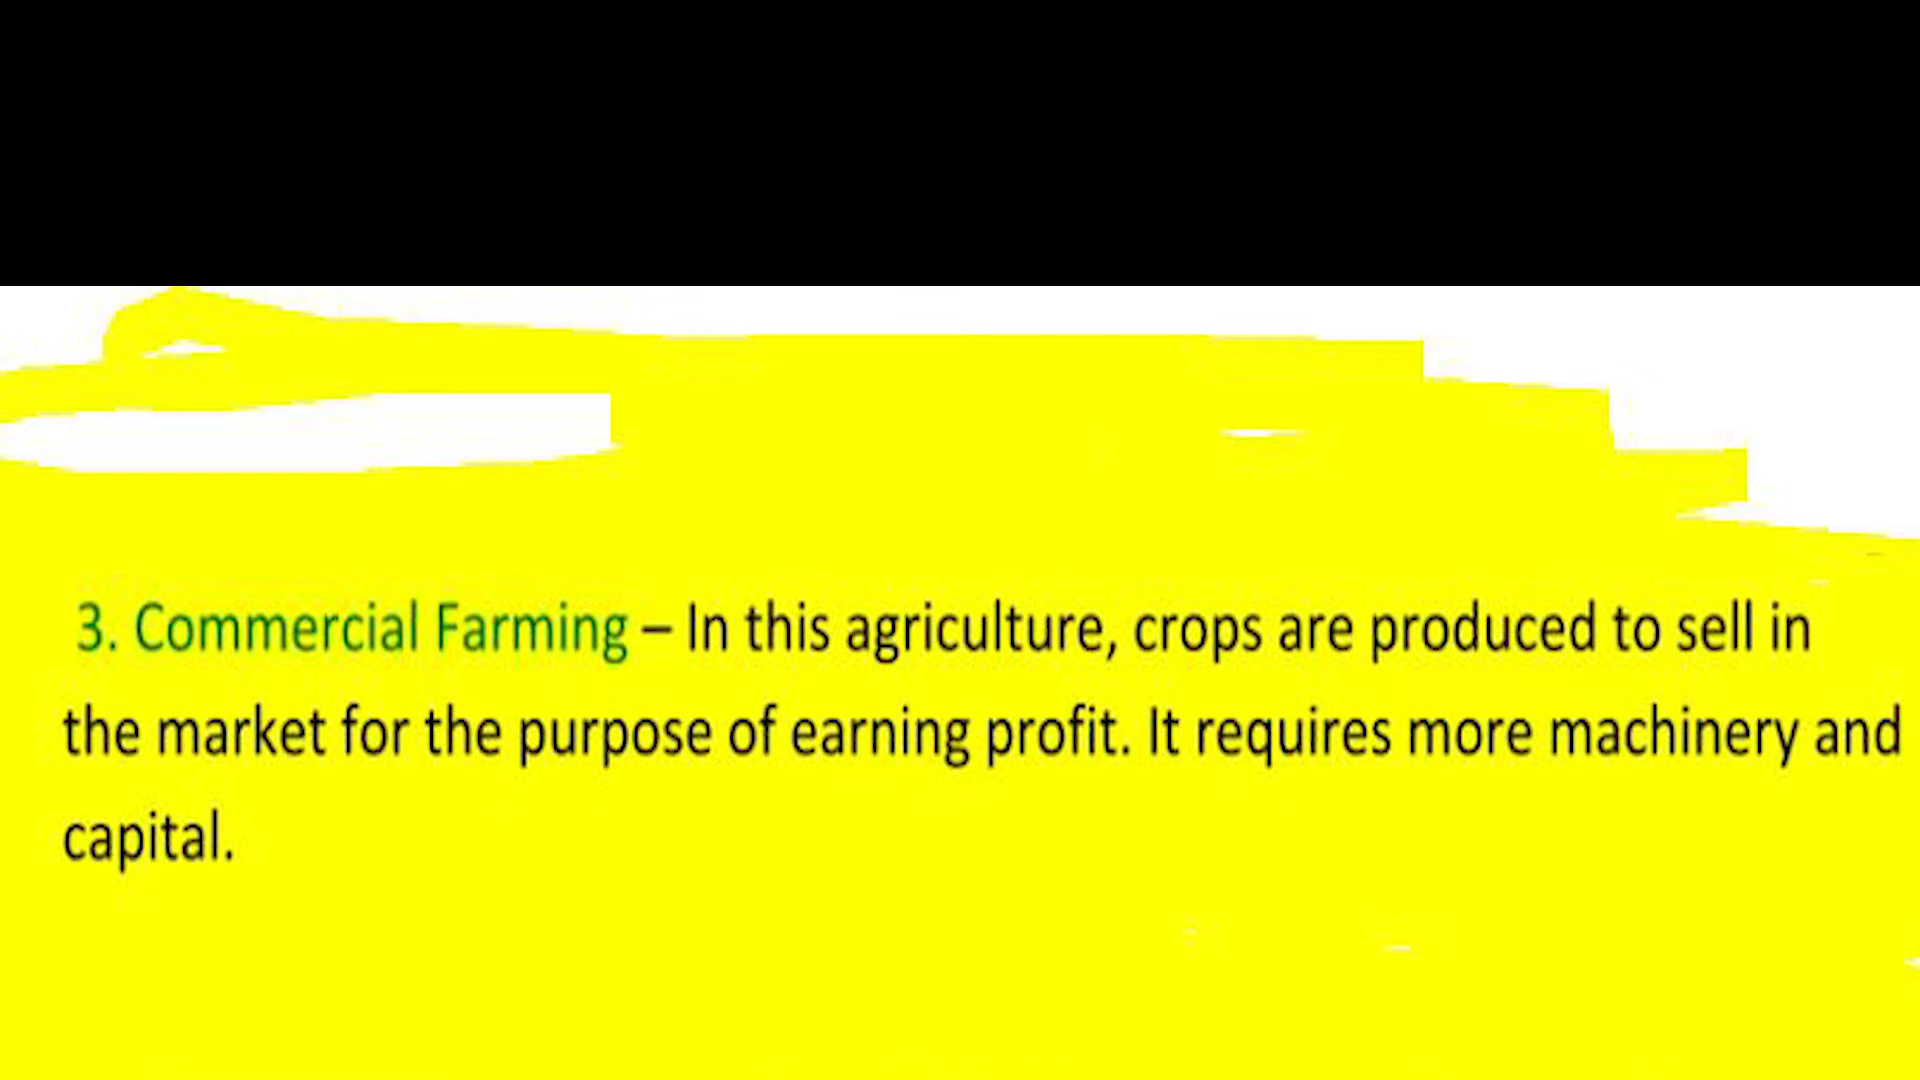 3. Commercial Farming – In this agriculture, crops are produced to sell in
the market for the purpose of earning profit. It requires more machinery and
capital.